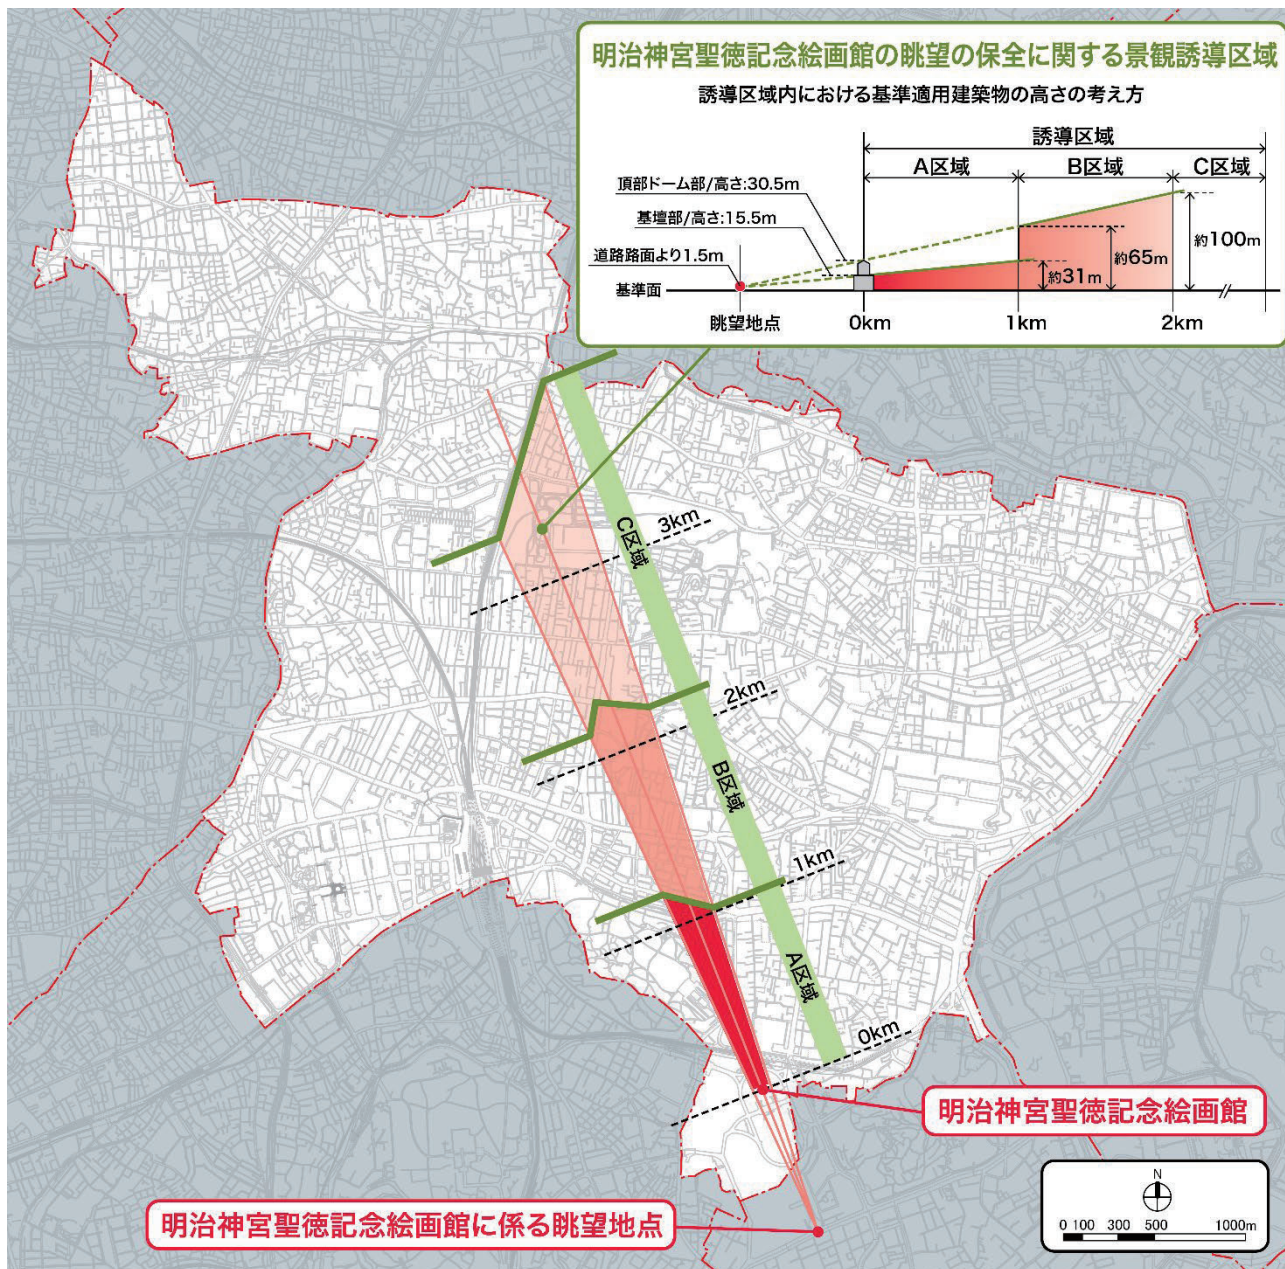 明治神宮聖徳記念絵画館の眺望の保全に関する景観誘導区域
誘導区域内における基準適用建築物の高さの考え方
誘導区域
A区域
B区域
C区域
頂部ドーム部/高さ:30.5m
基壇部/高さ:15.5m
道路路面より1.5m
基準面
約31m
約65m
約100m
眺望地点
0km
1km
2km
3km
C区域
2km
B区域
1km
A区域
0km
明治神宮聖徳記念絵画館
明治神宮聖徳記念絵画館に係る眺望地点
N
0 100 300 500 1000m